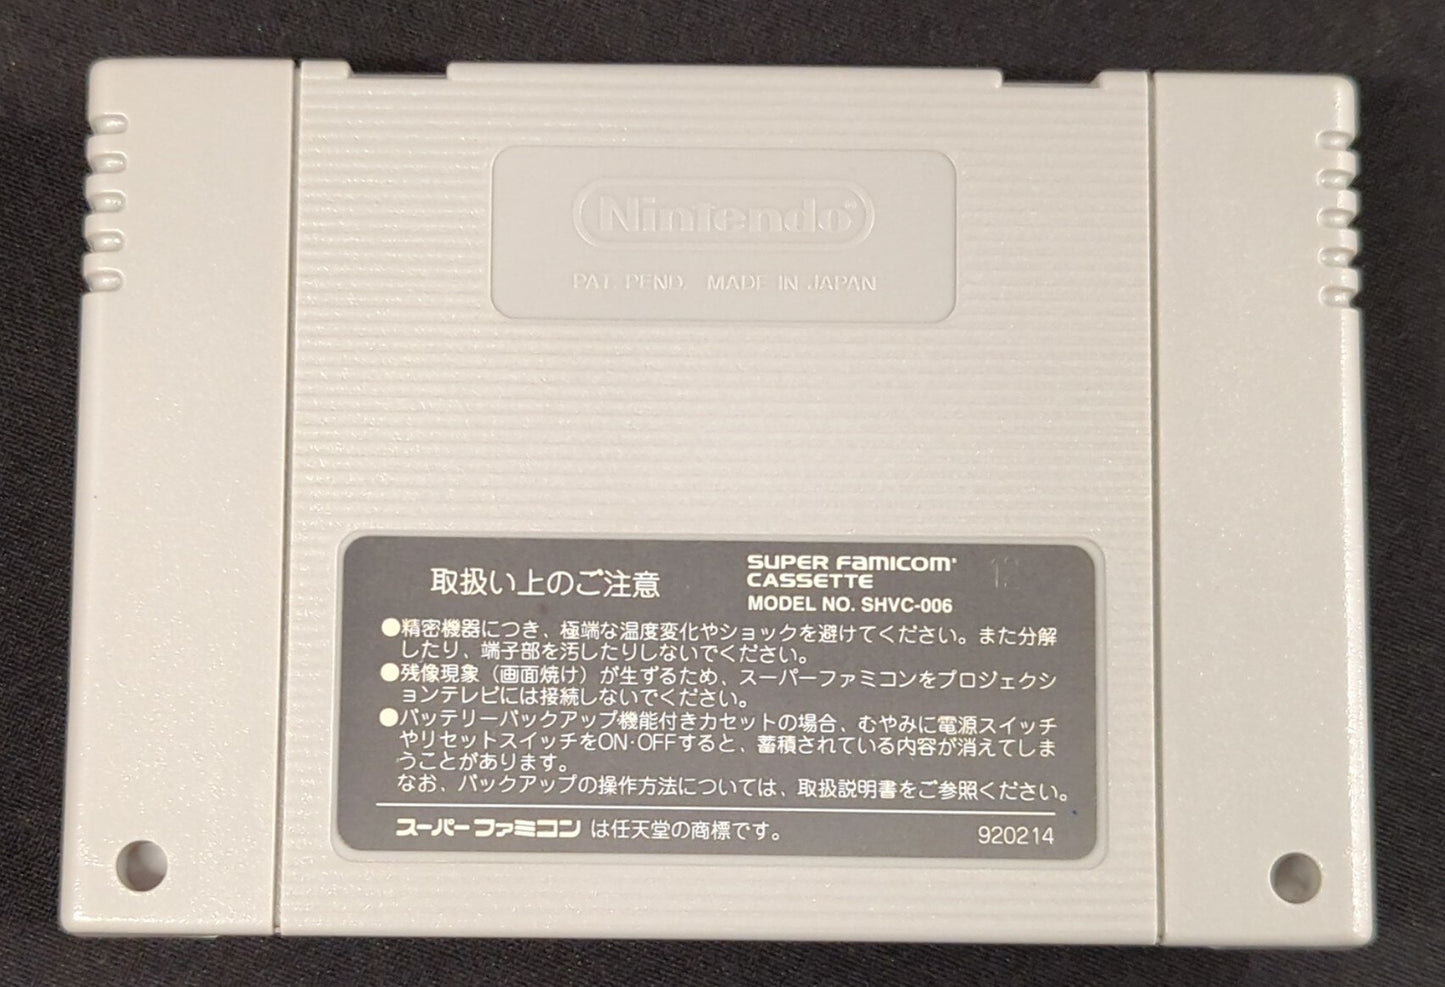 Nintendo®
PAT. PEND. MADE IN JAPAN
取扱い上のご注意
SUPER FAMICOM
CASSETTE
MODEL NO. SHVC-006
12
●精密機器につき、極端な温度変化やショックを避けてください。また分解
したり、端子部を汚したりしないでください。
●残像現象（画面焼け）が生ずるため、スーパーファミコンをプロジェクシ
ョンテレビには接続しないでください。
●バッテリーバックアップ機能付きカセットの場合、むやみに電源スイッチ
やリセットスイッチをON·OFFすると、蓄積されている内容が消えてしま
うことがあります。
なお、バックアップの操作方法については、取扱説明書をご参照ください。
スーパーファミコン は任天堂の商標です。
920214